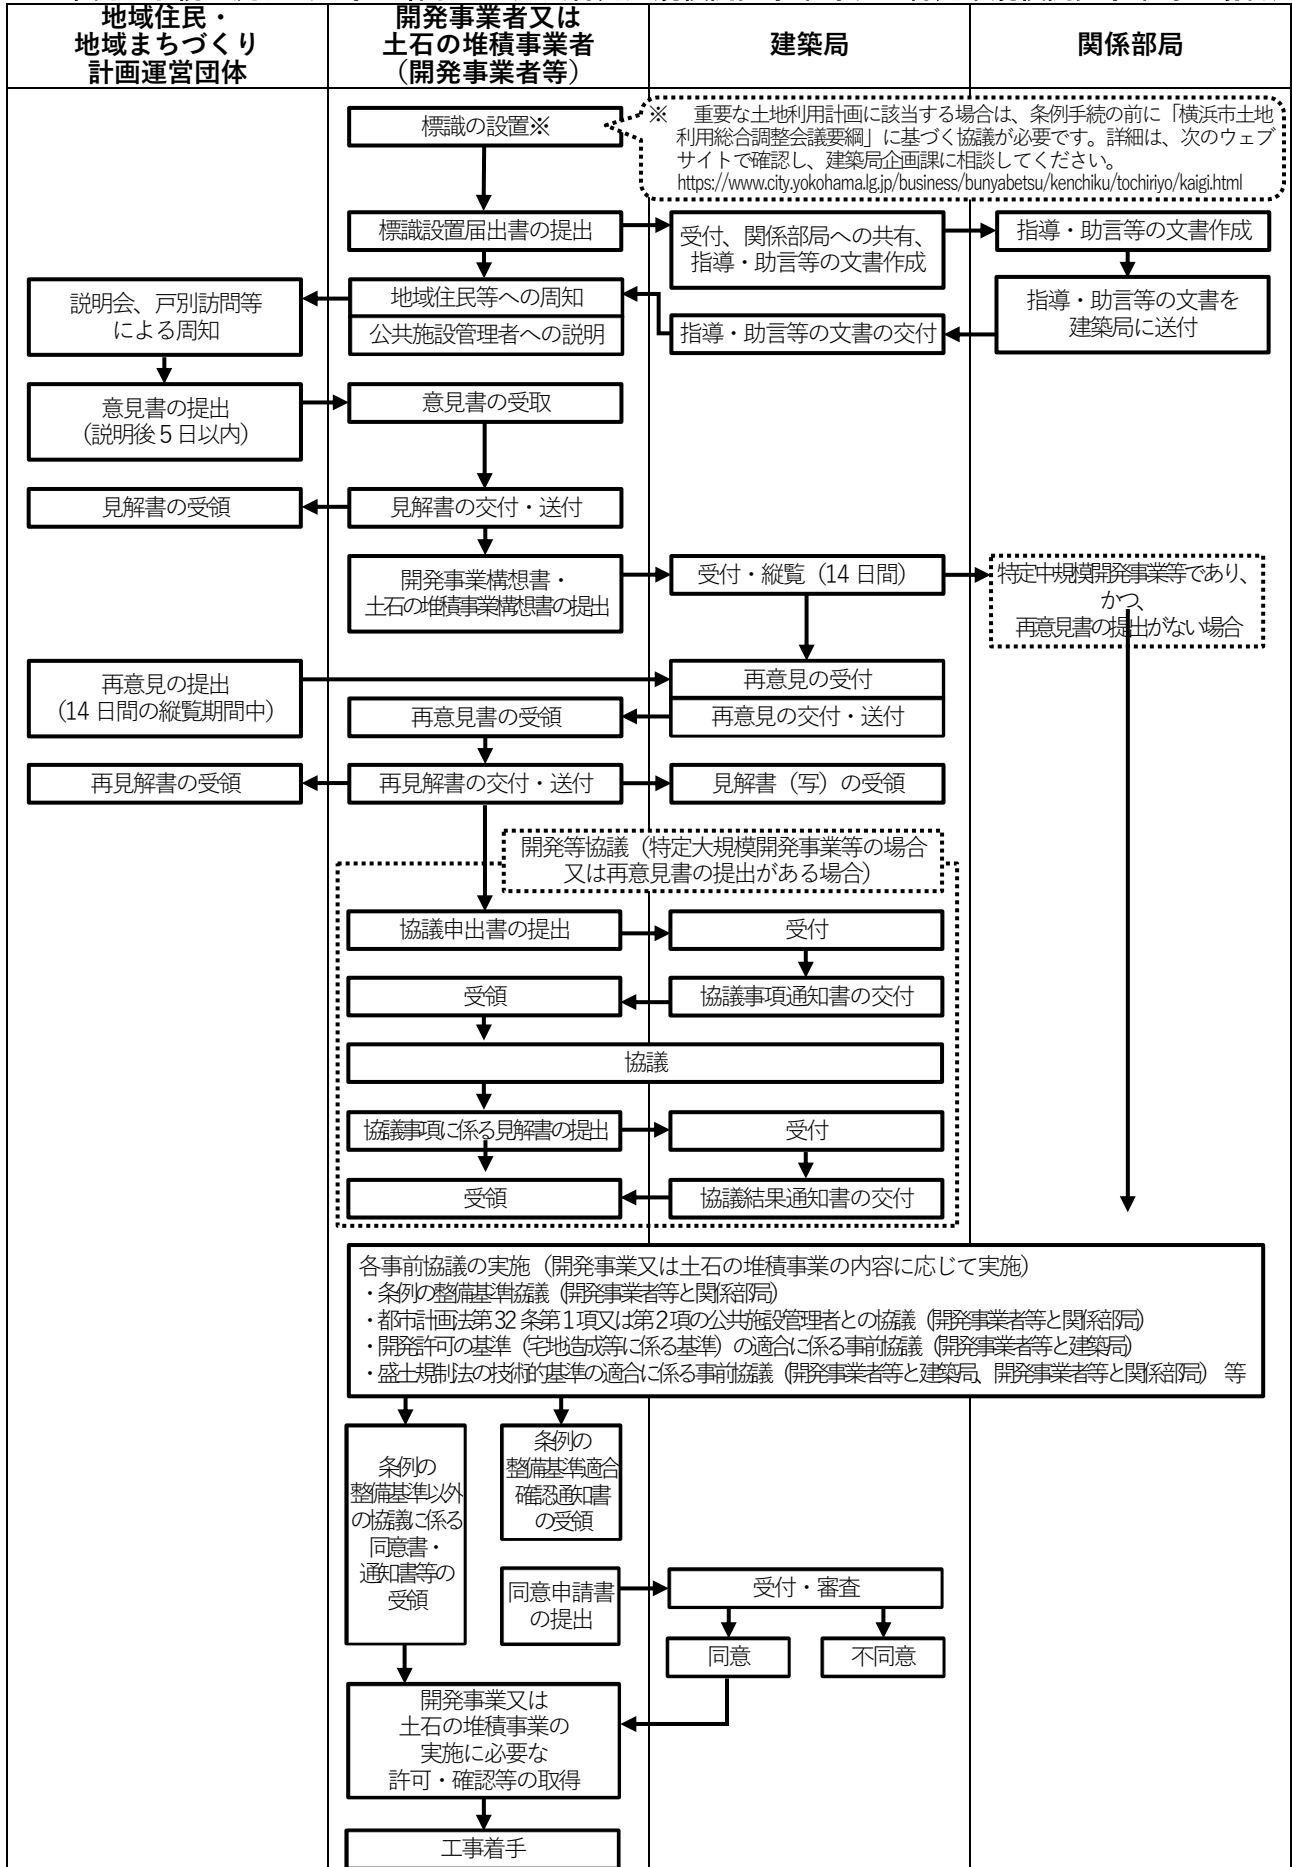 地域住民・
地域まちづくり
計画運営団体
開発事業者又は
土石の堆積事業者
（開発事業者等）
建築局
関係部局
標識の設置※
※　重要な土地利用計画に該当する場合は、条例手続の前に「横浜市土地
利用総合調整会議要綱」に基づく協議が必要です。詳細は、次のウェブ
サイトで確認し、建築局企画課に相談してください。
https://www.city.yokohama.lg.jp/business/bunyabetsu/kenchiku/tochiriyo/kaigi.html
標識設置届出書の提出
受付、関係部局への共有、
指導・助言等の文書作成
指導・助言等の文書作成
説明会、戸別訪問等
による周知
地域住民等への周知
公共施設管理者への説明
指導・助言等の文書の交付
指導・助言等の文書を
建築局に送付
意見書の提出
（説明後５日以内）
意見書の受取
見解書の受領
見解書の交付・送付
開発事業構想書・
土石の堆積事業構想書の提出
受付・縦覧（14 日間）
特定中規模開発事業等であり、
かつ、
再意見書の提出がない場合
再意見の提出
（14 日間の縦覧期間中）
再意見の受付
再意見書の受領
再意見の交付・送付
再見解書の受領
再見解書の交付・送付
見解書（写）の受領
開発等協議（特定大規模開発事業等の場合
又は再意見書の提出がある場合）
協議申出書の提出
受付
受領
協議事項通知書の交付
協議
協議事項に係る見解書の提出
受付
受領
協議結果通知書の交付
各事前協議の実施（開発事業又は土石の堆積事業の内容に応じて実施）
・条例の整備基準協議（開発事業者等と関係部局）
・都市計画法第 32 条第１項又は第２項の公共施設管理者との協議（開発事業者等と関係部局）
・開発許可の基準（宅地造成等に係る基準）の適合に係る事前協議（開発事業者等と建築局）
・盛土規制法の技術的基準の適合に係る事前協議（開発事業者等と建築局、開発事業者等と関係部局）　等
条例の
整備基準以外
の協議に係る
同意書・
通知書等の
受領
条例の
整備基準適合
確認通知書
の受領
同意申請書
の提出
受付・審査
同意
不同意
開発事業又は
土石の堆積事業の
実施に必要な
許可・確認等の取得
工事着手